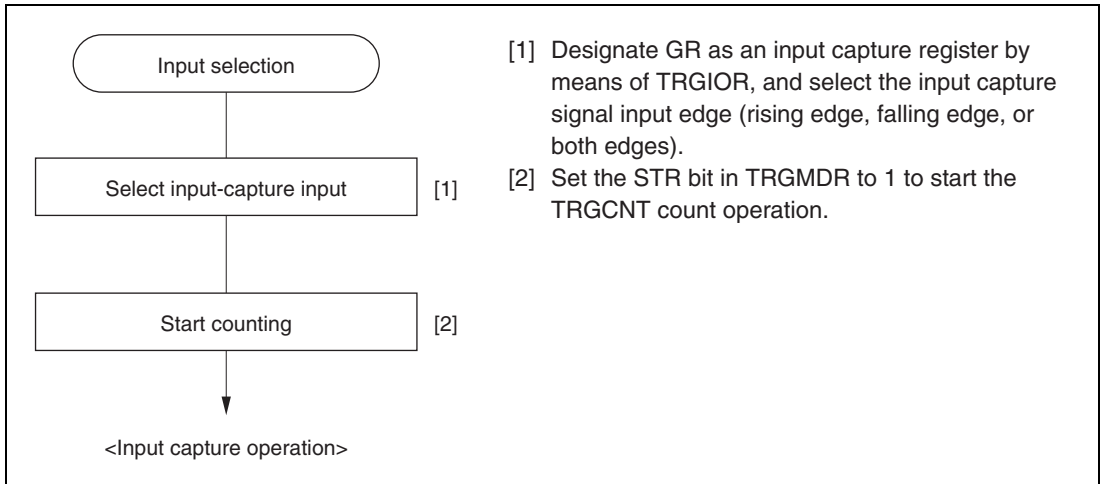 Input selection
Select input-capture input
[1]
Start counting
[2]
<Input capture operation>
[1] Designate GR as an input capture register by
means of TRGIOR, and select the input capture
signal input edge (rising edge, falling edge, or
both edges).
[2] Set the STR bit in TRGMDR to 1 to start the
TRGCNT count operation.